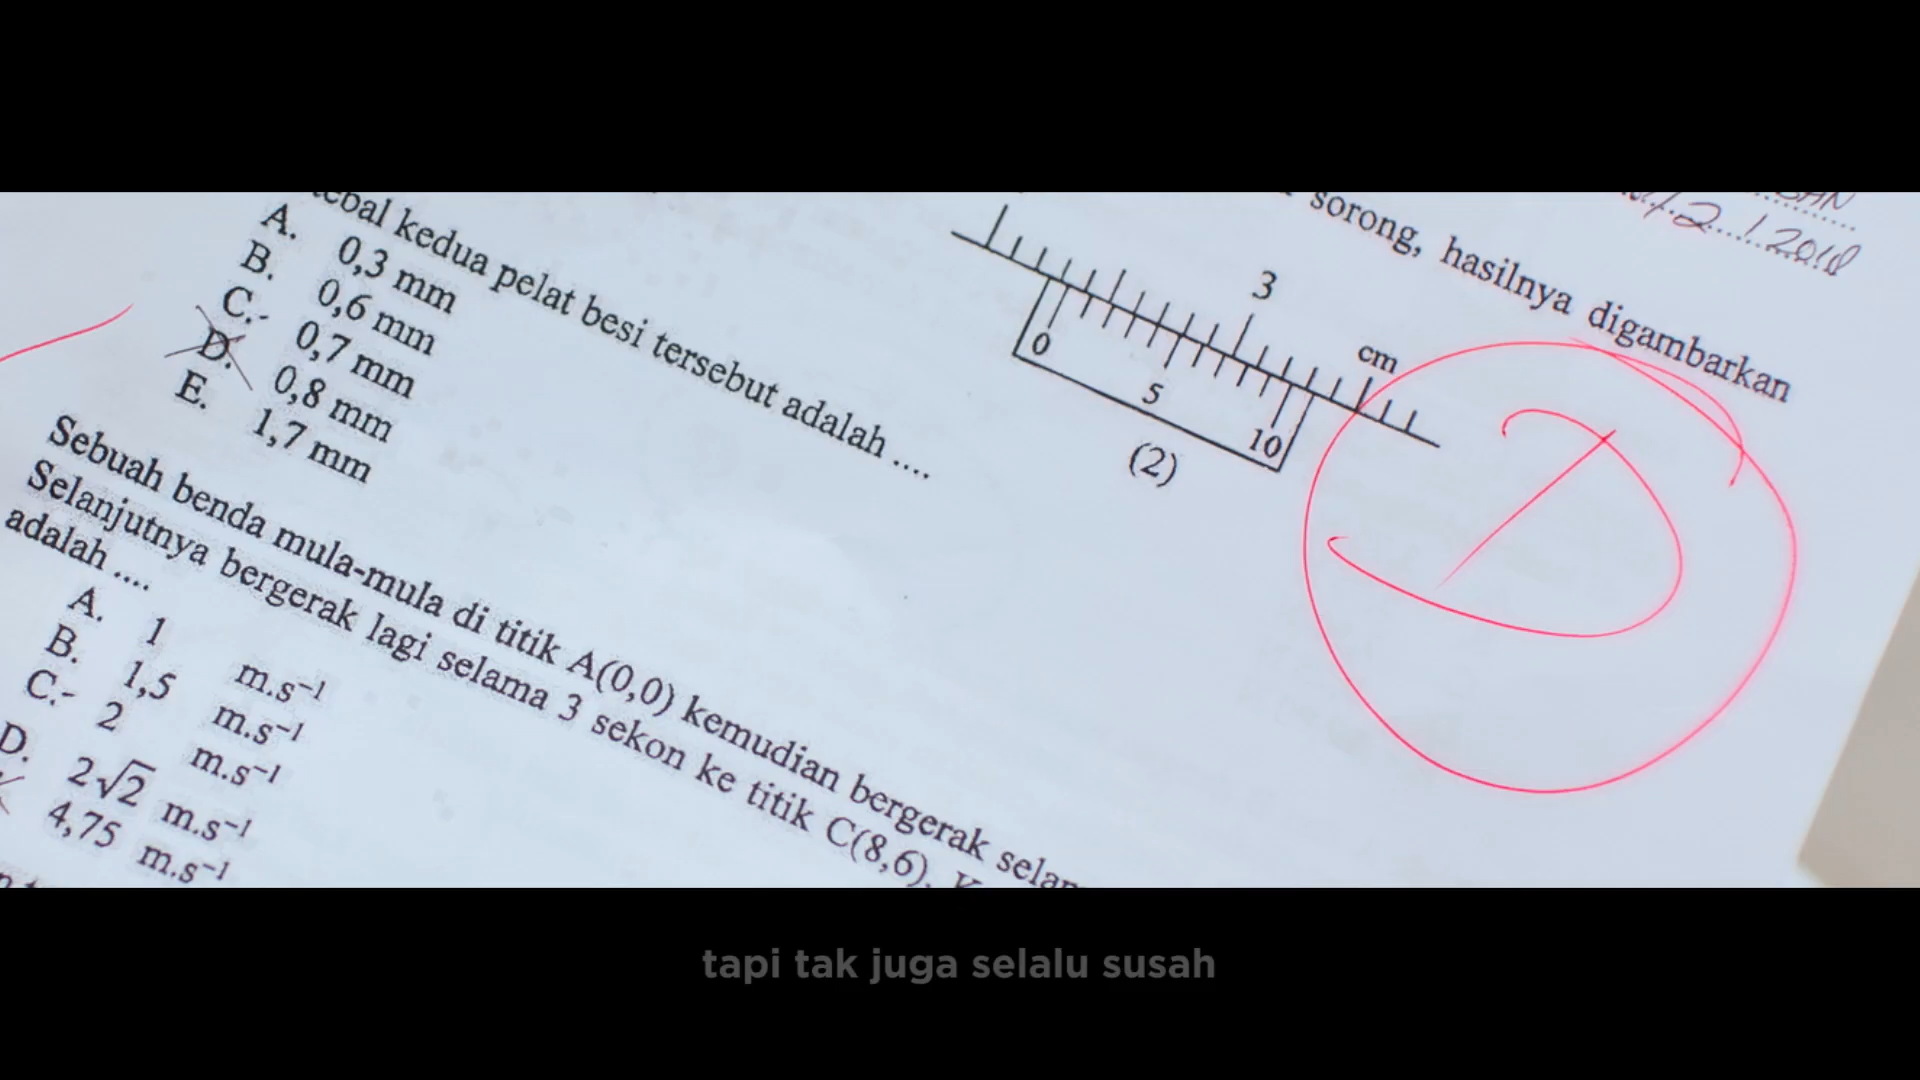 sorong, hasilnya digambarkan
3
cm
0
5
10
(2)
kedua pelat besi tersebut adalah ....
A. 0,3 mm
B. 0,6 mm
C. 0,7 mm
D. 0,8 mm
E. 1,7 mm
Sebuah benda mula-mula di titik A(0,0) kemudian bergerak
Selanjutnya bergerak lagi selama 3 sekon ke titik C(8,6).
adalah ....
A. 1 m.s⁻¹
B. 1,5 m.s⁻¹
C. 2 m.s⁻¹
D. 2√2 m.s⁻¹
4,75 m.s⁻¹
D
tapi tak juga selalu susah